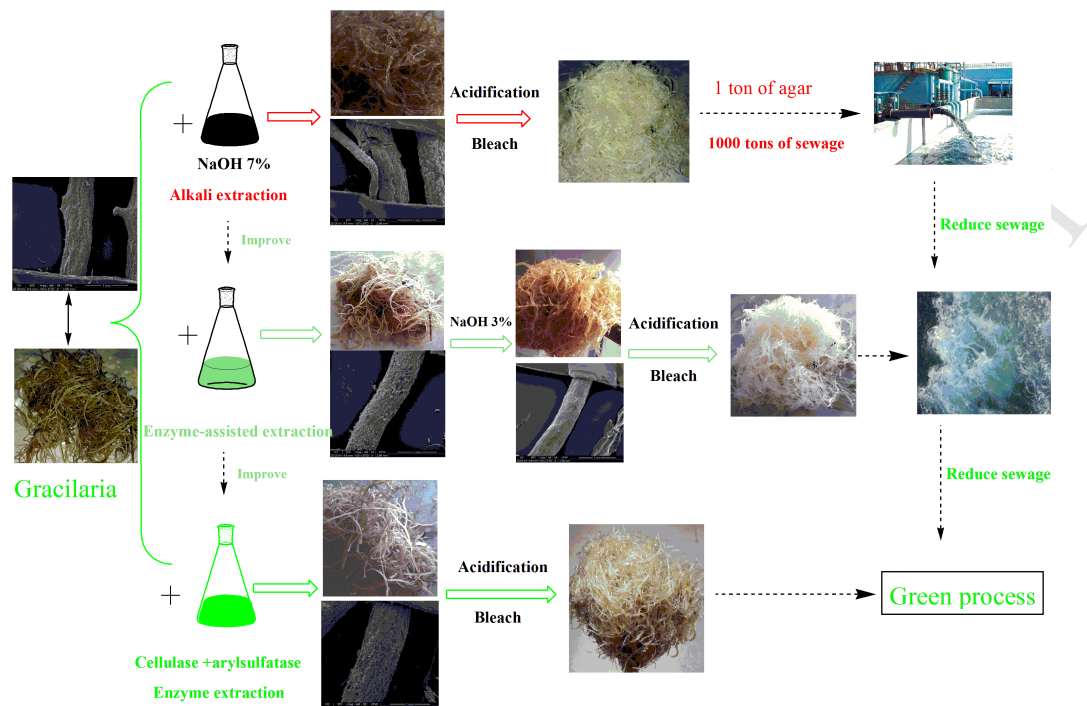 NaOH 7%
Alkali extraction
Acidification
Bleach
1 ton of agar
1000 tons of sewage
Improve
Reduce sewage
NaOH 3%
Acidification
Bleach
Enzyme-assisted extraction
Improve
Gracilaria
Reduce sewage
Acidification
Bleach
Green process
Cellulase +arylsulfatase
Enzyme extraction